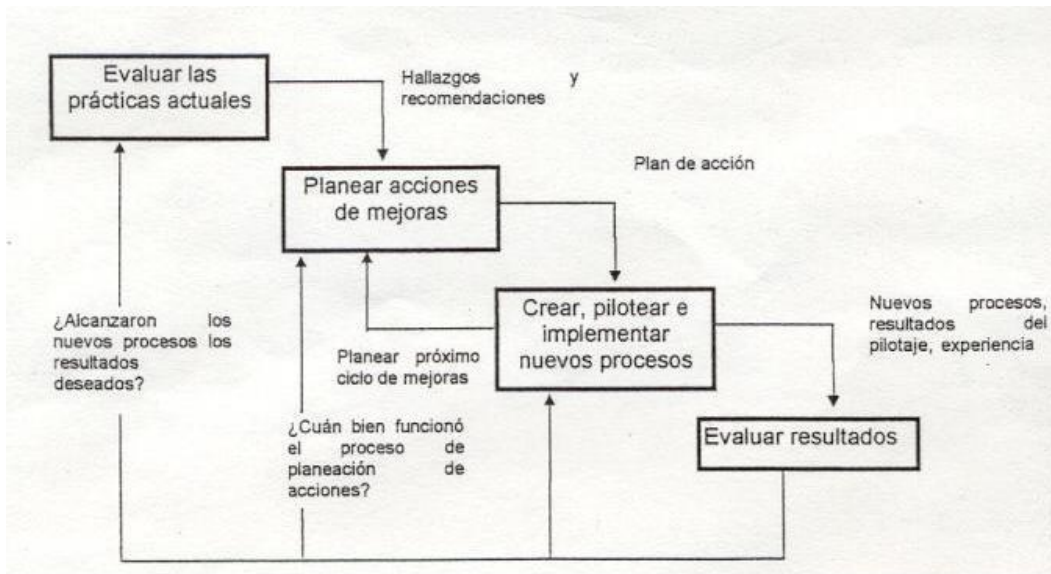 Evaluar las
prácticas actuales
Hallazgos y
recomendaciones
Planear acciones
de mejoras
Plan de acción
Crear, pilotear e
implementar
nuevos procesos
Nuevos procesos,
resultados del
pilotaje, experiencia
¿Alcanzaron los
nuevos procesos los
resultados
deseados?
Planear próximo
ciclo de mejoras
¿Cuán bien funcionó
el proceso de
planeación de
acciones?
Evaluar resultados